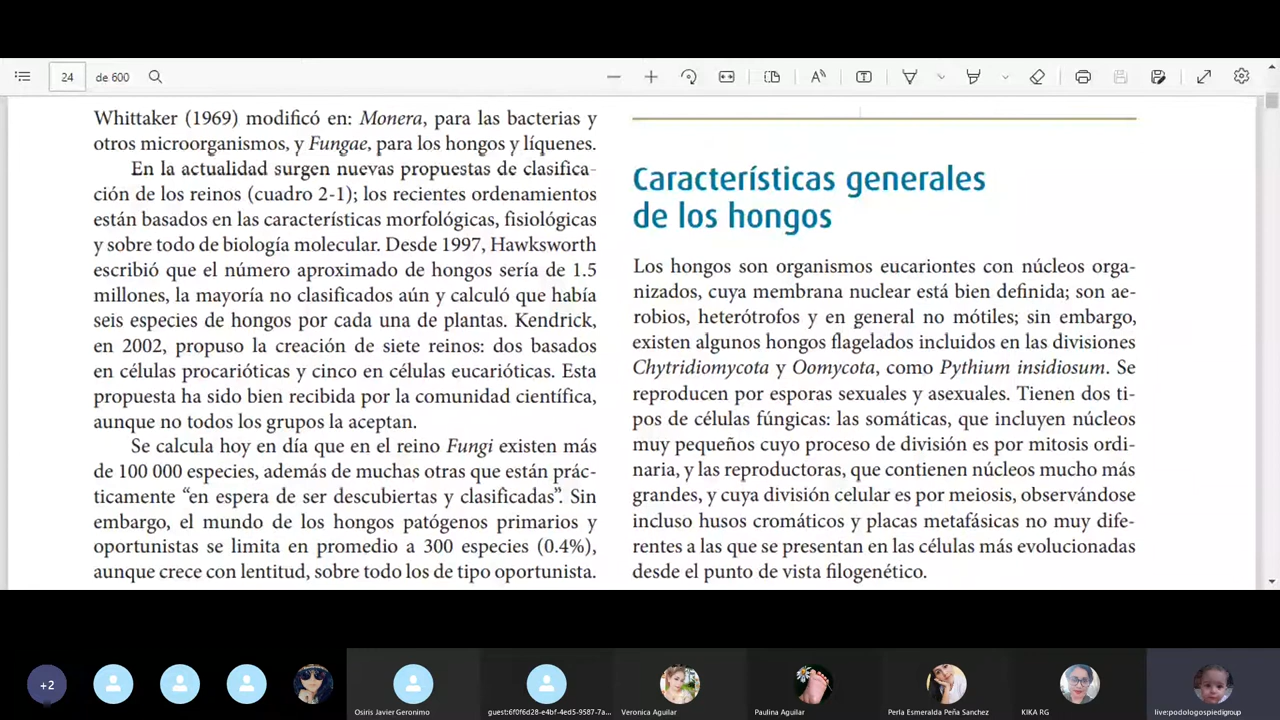 24
de 600
Whittaker (1969) modificó en: Monera, para las bacterias y
otros microorganismos, y Fungae, para los hongos y líquenes.
En la actualidad surgen nuevas propuestas de clasifica-
ción de los reinos (cuadro 2-1); los recientes ordenamientos
están basados en las características morfológicas, fisiológicas
y sobre todo de biología molecular. Desde 1997, Hawksworth
escribió que el número aproximado de hongos sería de 1.5
millones, la mayoría no clasificados aún y calculó que había
seis especies de hongos por cada una de plantas. Kendrick,
en 2002, propuso la creación de siete reinos: dos basados
en células procarióticas y cinco en células eucarióticas. Esta
propuesta ha sido bien recibida por la comunidad científica,
aunque no todos los grupos la aceptan.
Se calcula hoy en día que en el reino Fungi existen más
de 100 000 especies, además de muchas otras que están prác-
ticamente “en espera de ser descubiertas y clasificadas”. Sin
embargo, el mundo de los hongos patógenos primarios y
oportunistas se limita en promedio a 300 especies (0.4%),
aunque crece con lentitud, sobre todo los de tipo oportunista.
Características generales
de los hongos
Los hongos son organismos eucariontes con núcleos orga-
nizados, cuya membrana nuclear está bien definida; son ae-
robios, heterótrofos y en general no mótiles; sin embargo,
existen algunos hongos flagelados incluidos en las divisiones
Chytridiomycota y Oomycota, como Pythium insidiosum. Se
reproducen por esporas sexuales y asexuales. Tienen dos ti-
pos de células fúngicas: las somáticas, que incluyen núcleos
muy pequeños cuyo proceso de división es por mitosis ordi-
naria, y las reproductoras, que contienen núcleos mucho más
grandes, y cuya división celular es por meiosis, observándose
incluso husos cromáticos y placas metafásicas no muy dife-
rentes a las que se presentan en las células más evolucionadas
desde el punto de vista filogenético.
+2
Osiris Javier Geronimo
guest:6f0f6d28-e4bf-4ed5-9587-7a...
Veronica Aguilar
Paulina Aguilar
Perla Esmeralda Peña Sanchez
KIKA RG
live:podologospiedigroup